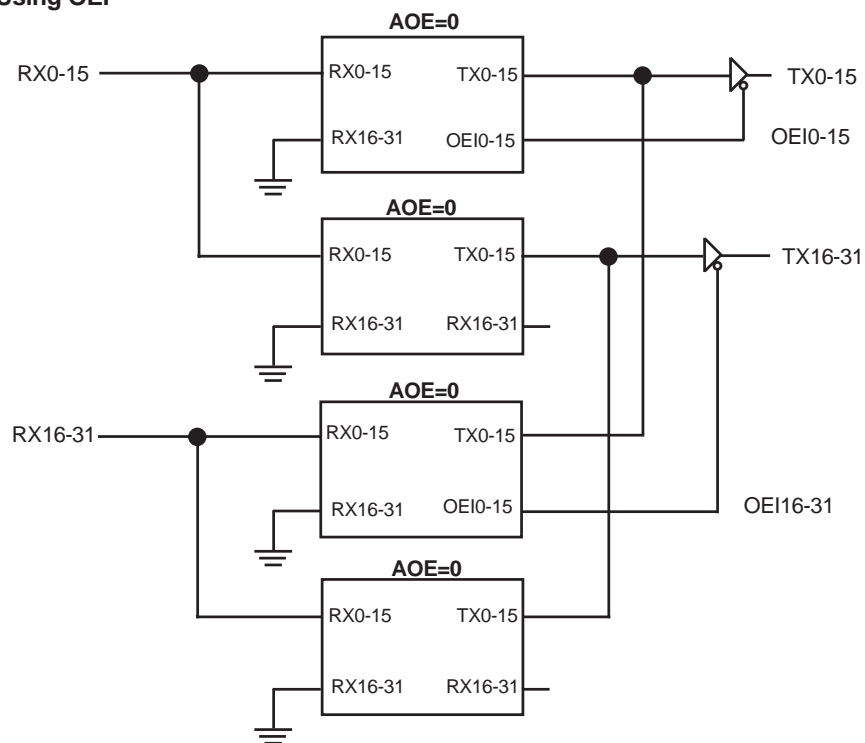 Using OEI
AOE=0
RX0-15
RX0-15
TX0-15
TX0-15
RX16-31
OEI0-15
OEI0-15
AOE=0
RX0-15
TX0-15
TX16-31
RX16-31
RX16-31
AOE=0
RX16-31
RX0-15
TX0-15
RX16-31
OEI0-15
OEI16-31
AOE=0
RX0-15
TX0-15
RX16-31
RX16-31